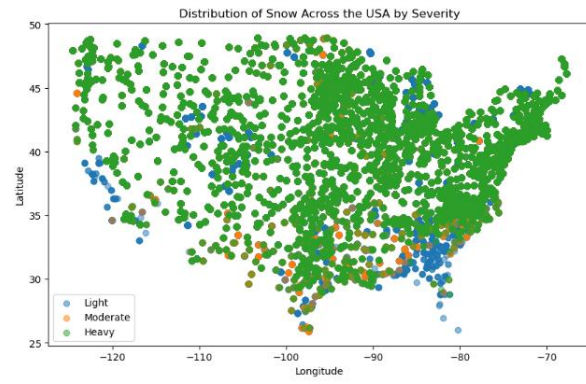 Distribution of Snow Across the USA by Severity
50
45
40
35
30
25
Latitude
Light
Moderate
Heavy
−120
−110
−100
−90
−80
−70
Longitude